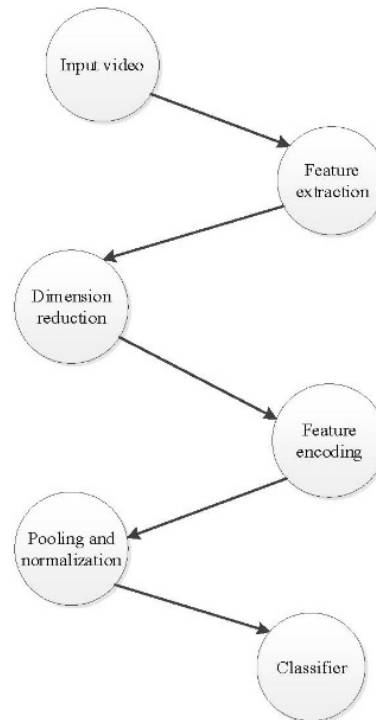 Input video
Feature
extraction
Dimension
reduction
Feature
encoding
Pooling and
normalization
Classifier